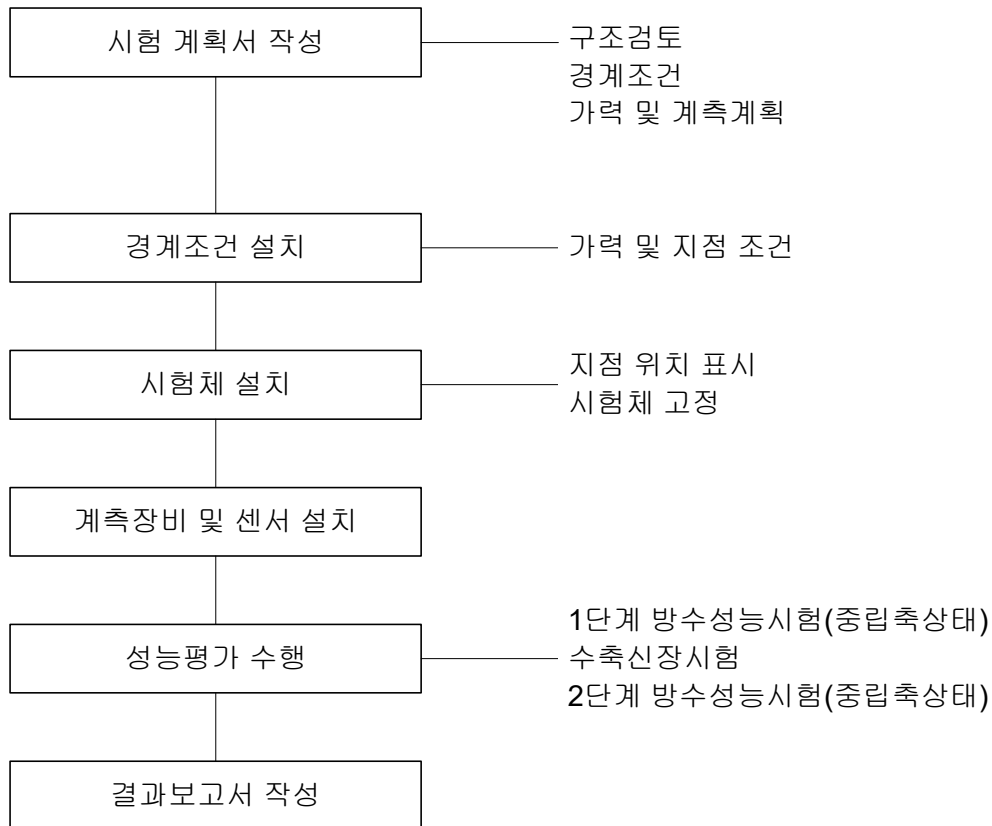 시험 계획서 작성
구조검토
경계조건
가력 및 계측계획
경계조건 설치
가력 및 지점 조건
시험체 설치
지점 위치 표시
시험체 고정
계측장비 및 센서 설치
성능평가 수행
1단계 방수성능시험(중립축상태)
수축신장시험
2단계 방수성능시험(중립축상태)
결과보고서 작성